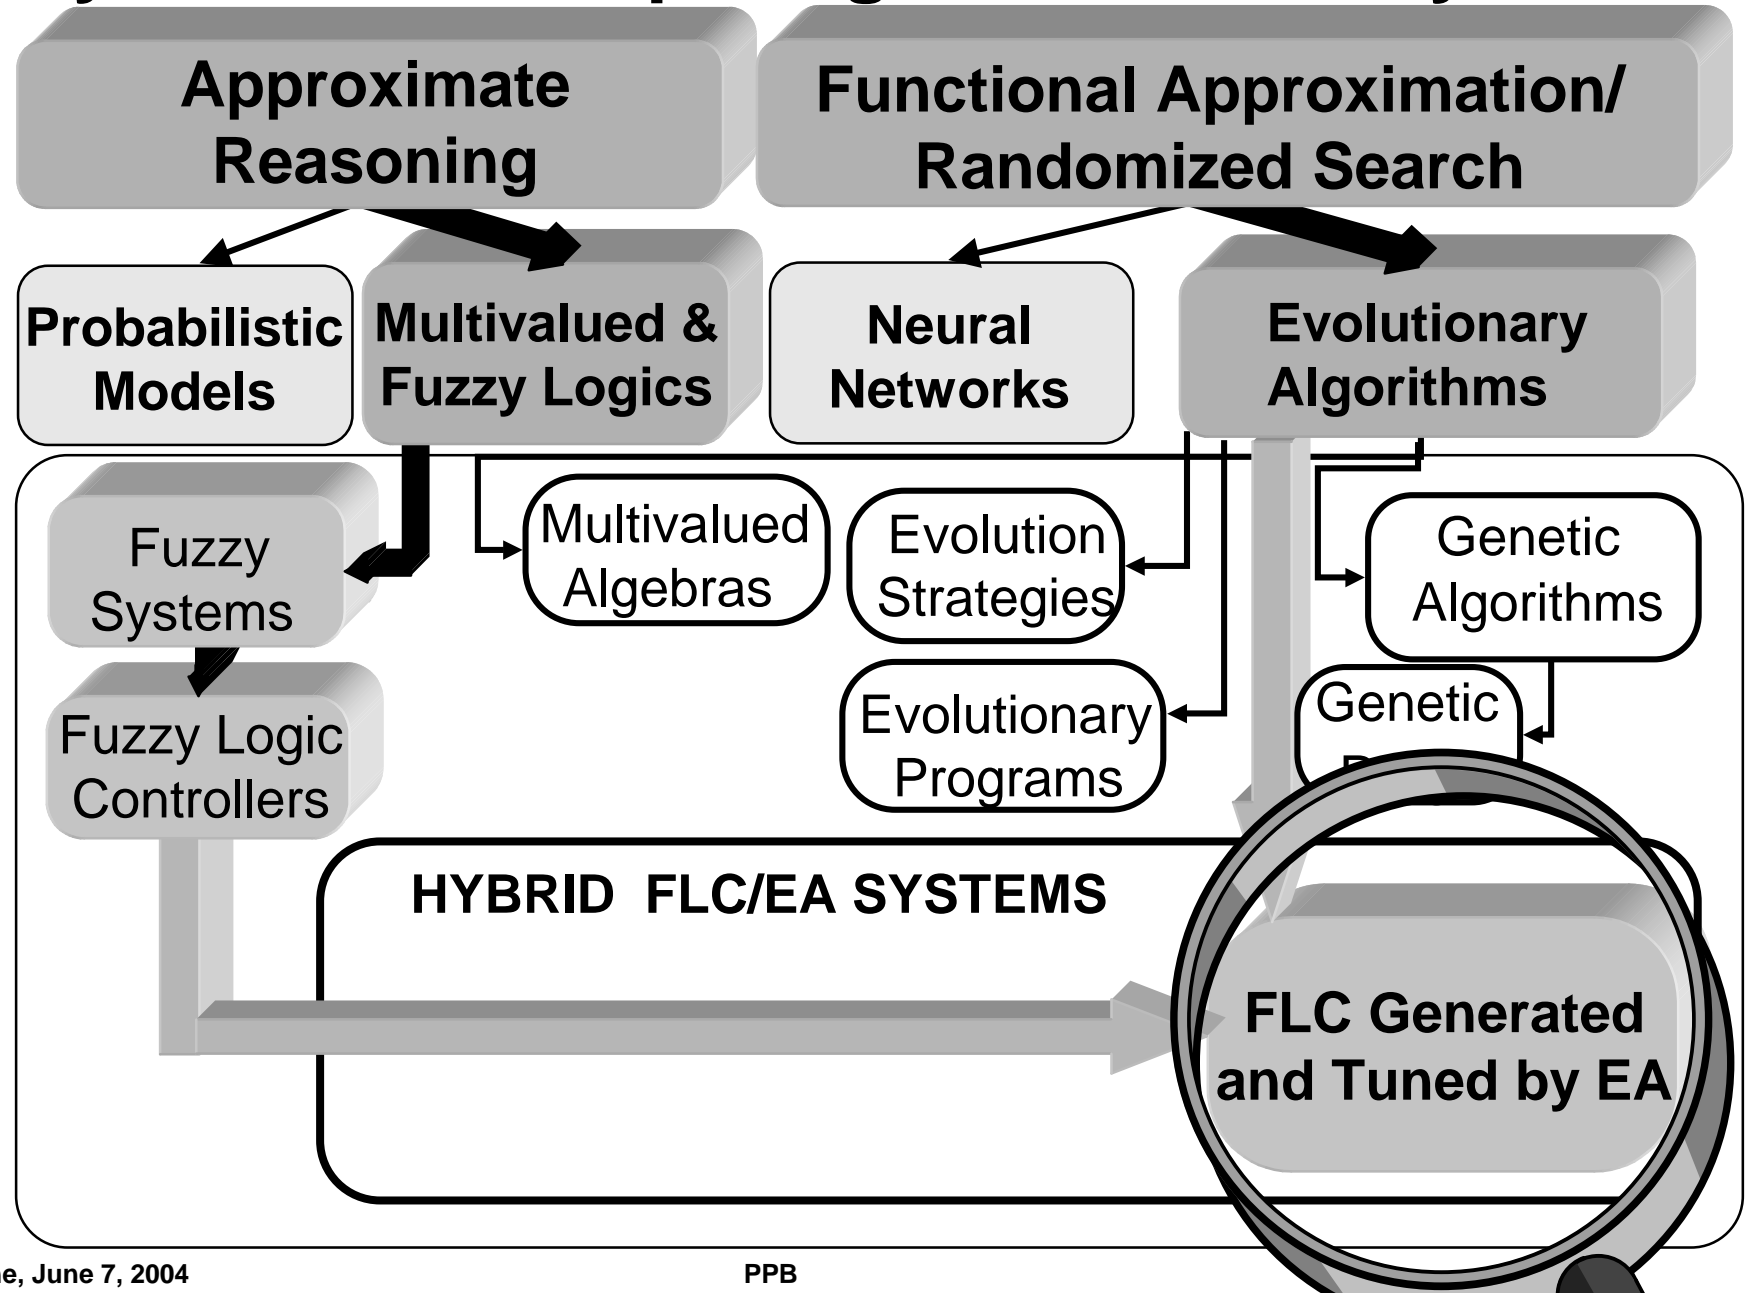 Approximate
Reasoning
Functional Approximation/
Randomized Search
Probabilistic
Models
Multivalued &
Fuzzy Logics
Neural
Networks
Evolutionary
Algorithms
Fuzzy
Systems
Multivalued
Algebras
Evolution
Strategies
Genetic
Algorithms
Fuzzy Logic
Controllers
Evolutionary
Programs
Genetic
HYBRID FLC/EA SYSTEMS
FLC Generated
and Tuned by EA
June 7, 2004
PPB